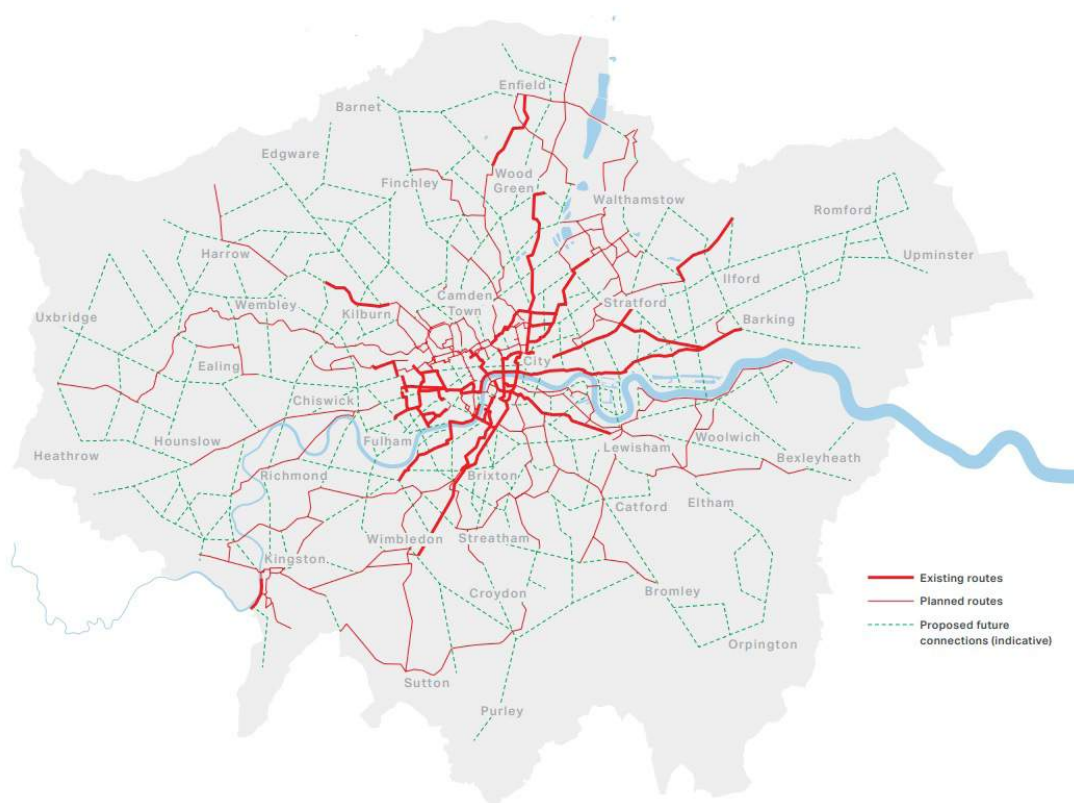 Enfield
Barnet
Edgware
Wood
Green
Finchley
Walthamstow
Romford
Harrow
Upminster
Ilford
Camden
Town
Wembley
Kilburn
Stratford
Uxbridge
Barking
City
Ealing
Chiswick
Hounslow
Fulham
Woolwich
Lewisham
Heathrow
Bexleyheath
Richmond
Brixton
Eltham
Catford
Wimbledon
Streatham
Kingston
Croydon
Bromley
Orpington
Sutton
Purley
Existing routes
Planned routes
Proposed future
connections (indicative)